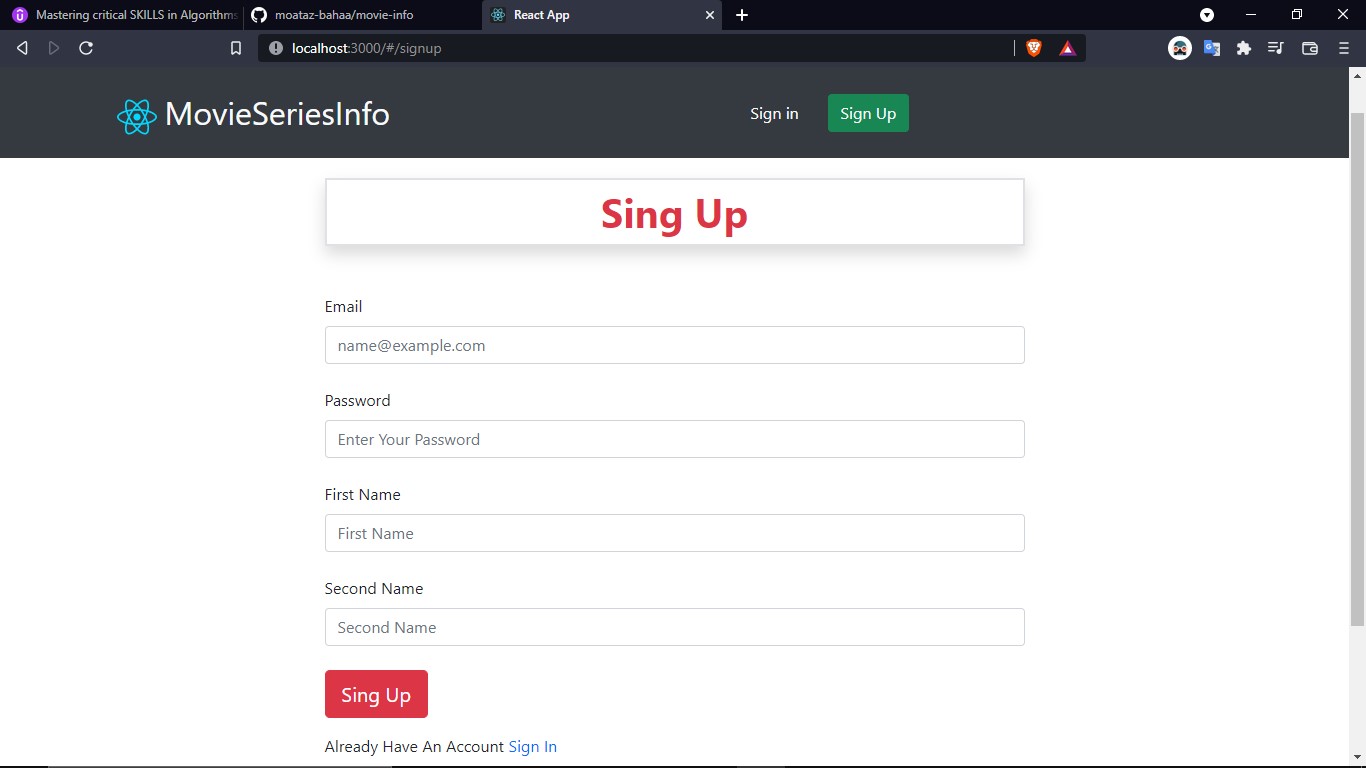 Mastering critical SKILLS in Algorithms
moataz-bahaa/movie-info
React App
localhost:3000/#/signup
MovieSeriesInfo
Sign in
Sign Up
Sing Up
Email
name@example.com
Password
Enter Your Password
First Name
First Name
Second Name
Second Name
Sing Up
Already Have An Account Sign In